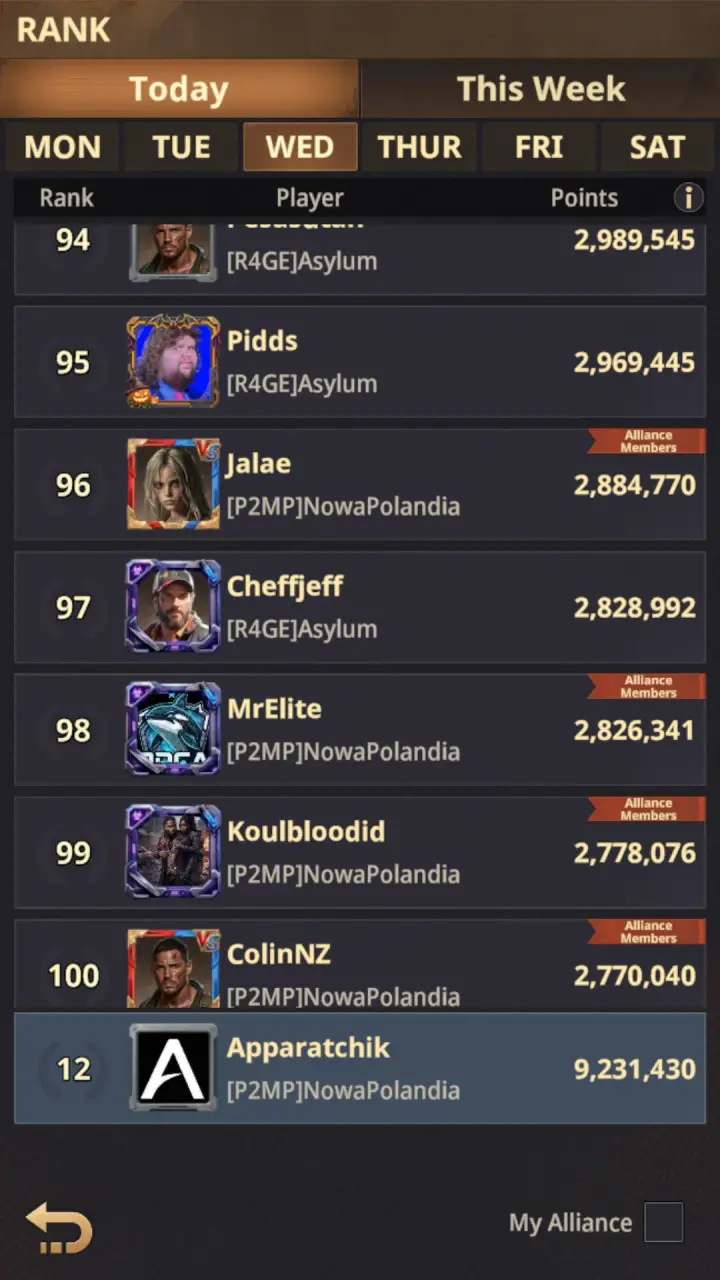 RANK
Today
This Week
MON TUE WED THUR FRI SAT
Rank Player Points i
94
2,989,545
[R4GE]Asylum
Pidds
95
2,969,445
[R4GE]Asylum
Alliance
Members
Jalae
96
2,884,770
[P2MP]NowaPolandia
Cheffjeff
97
2,828,992
[R4GE]Asylum
Alliance
Members
MrElite
98
2,826,341
[P2MP]NowaPolandia
Alliance
Members
Koulbloodid
99
2,778,076
[P2MP]NowaPolandia
Alliance
Members
ColinNZ
100
2,770,040
[P2MP]NowaPolandia
Apparatchik
12
9,231,430
[P2MP]NowaPolandia
My Alliance